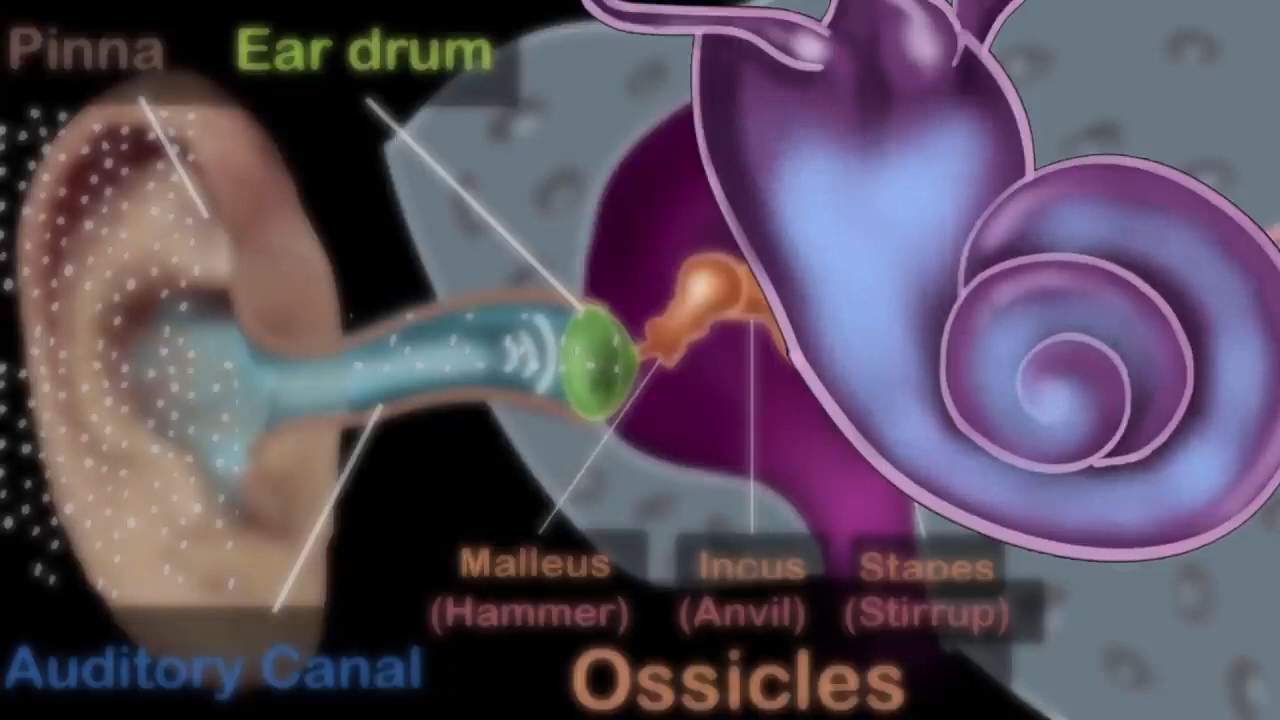 Pinna
Ear drum
Malleus
(Hammer)
Incus
(Anvil)
Stapes
(Stirrup)
Auditory Canal
Ossicles